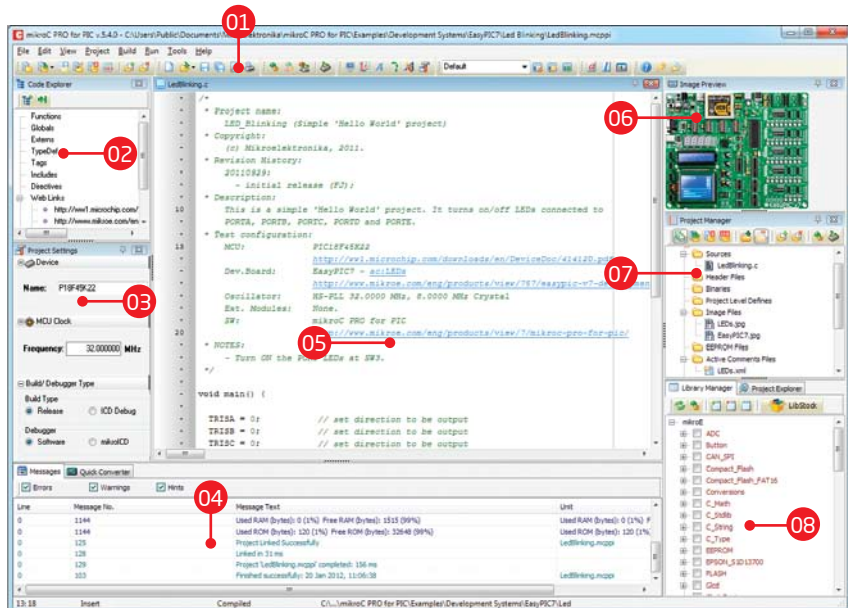 01
mikroC PRO for PIC v.5.4.0 - C:\Users\Public\Documents\Mikroelektronika\mikroC PRO for PIC\Examples\Development Systems\EasyPIC7\Led Blinking\LedBlinking.mcppi
File Edit View Project Build Run Tools Help
Default
Code Explorer
Functions
Globals
Externs
TypeDef
Tags
Includes
Directives
Web Links
http://ww1.microchip.com/
http://www.mikroe.com/en
02
Project Settings
Device
Name: P18F45K22
03
MCU Clock
Frequency: 32.000000 MHz
Build/ Debugger Type
Build Type
Release ICD Debug
Debugger
Software mikroICD
LedBlinking.c
/*
* Project name:
LED_Blinking (Simple 'Hello World' project)
* Copyright:
(c) Mikroelektronika, 2011.
* Revision History:
20110929:
- initial release (FJ);
* Description:
10 This is a simple 'Hello World' project. It turns on/off LEDs connected to
PORTA, PORTB, PORTC, PORTD and PORTE.
* Test configuration:
MCU: PIC18F45K22
http://ww1.microchip.com/downloads/en/DeviceDoc/41412D.pdf
Dev.Board: EasyPIC7 - ac:LEDs
http://www.mikroe.com/eng/products/view/757/easypic-v7-development
Oscillator: HS-PLL 32.0000 MHz, 8.0000 MHz Crystal
Ext. Modules: None.
SW: mikroC PRO for PIC
20 http://www.mikroe.com/eng/products/view/7/mikroc-pro-for-pic/
05
* NOTES:
- Turn ON the PORT LEDs at SW3.
*/
void main() {
TRISA = 0; // set direction to be output
TRISB = 0; // set direction to be output
TRISC = 0; // set direction to be output
Image Preview
06
Project Manager
Sources
LedBlinking.c
07
Header Files
Binaries
Project Level Defines
Image Files
LEDs.jpg
EasyPIC7.jpg
EEPROM Files
Active Comments Files
LEDs.xml
Library Manager Project Explorer
LibStock
mikroE
ADC
Button
CAN_SPI
Compact_Flash
Compact_Flash_FAT16
Conversions
C_Math
C_Stdlib
C_String
C_Type
EEPROM
EPSON_S1D13700
FLASH
Glcd
08
Messages Quick Converter
Errors Warnings Hints
04
Line Message No. Message Text Unit
0 1144 Used RAM (bytes): 0 (1%) Free RAM (bytes): 1515 (99%) Used RAM (bytes): 0 (1%) F
0 1144 Used ROM (bytes): 120 (1%) Free ROM (bytes): 32648 (99%) Used ROM (bytes): 120 (1%)
0 125 Project Linked Successfully LedBlinking.mcppi
0 128 Linked in 31 ms
0 129 Project 'LedBlinking.mcppi' completed: 156 ms
0 103 Finished successfully: 20 Jan 2012, 11:06:38 LedBlinking.mcppi
13:18 Insert Compiled C:\...\mikroC PRO for PIC\Examples\Development Systems\EasyPIC7\Led